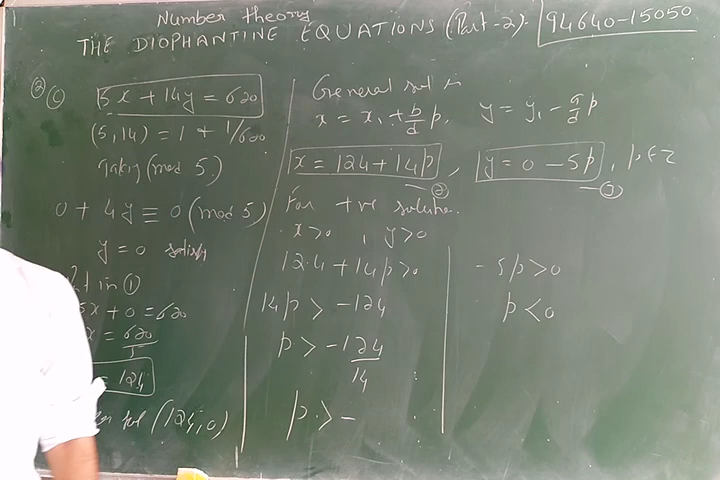 Number theory
THE DIOPHANTINE EQUATIONS (Part-2) 94640-15050
② (c) 5x + 14y = 620
(5, 14) = 1 + 1/600
Taking (mod 5)
0 + 4y ≡ 0 (mod 5)
y = 0 satisfy
in ①
5x + 0 = 620
x = 620/5
= 124
sol (124, 0)
General sol is
x = x₁ + b/d p, y = y₁ - a/d p
x = 124 + 14p, y = 0 - 5p, p ∈ Z
② ①
For +ve solution.
x>0, y>0
124 + 14p>0
14p > -124
p > -124/14
p > -
-5p>0
p<0